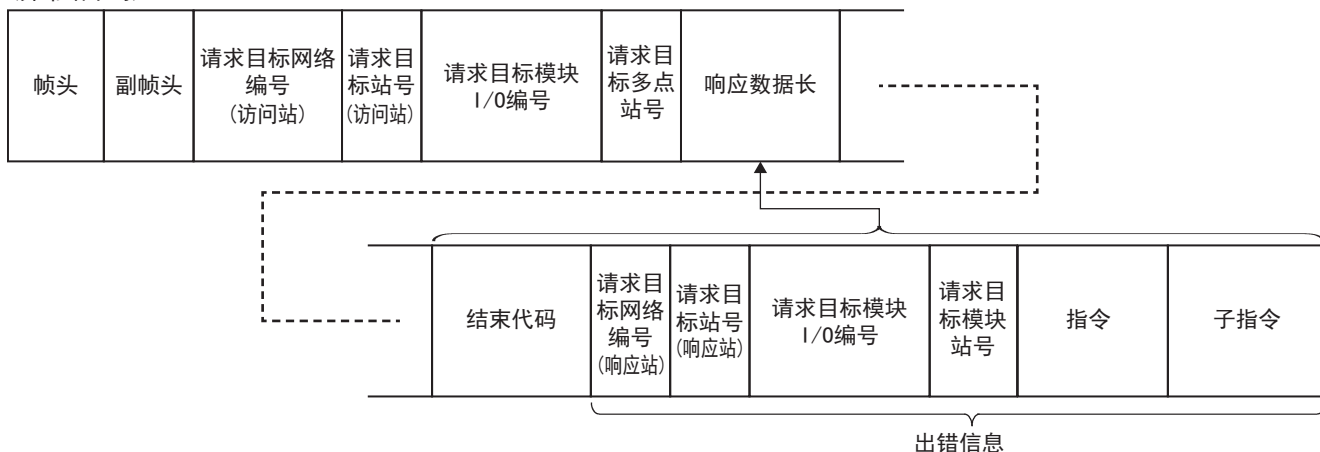 帧头
副帧头
请求目标网络
编号
(访问站)
请求目
标站号
(访问站)
请求目标模块
I/O编号
请求目
标多点
站号
响应数据长
结束代码
请求目
标网络
编号
(响应站)
请求目
标站号
(响应站)
请求目标模块
I/O编号
请求目
标模块
站号
指令
子指令
出错信息